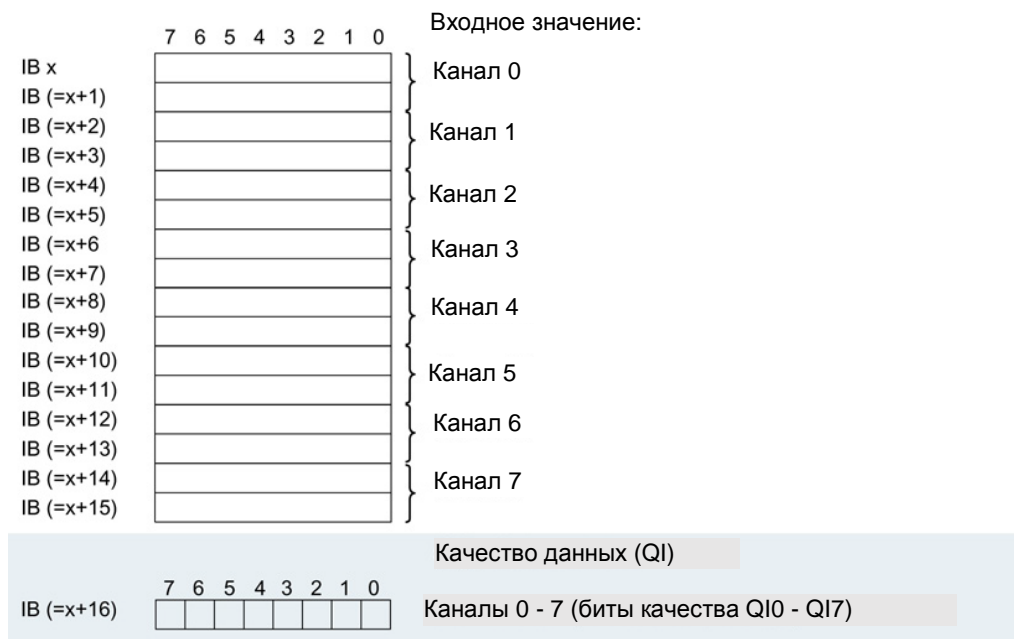 Входное значение:
7 6 5 4 3 2 1 0
IB x
Канал 0
IB (=x+1)
IB (=x+2)
Канал 1
IB (=x+3)
IB (=x+4)
Канал 2
IB (=x+5)
IB (=x+6
Канал 3
IB (=x+7)
IB (=x+8)
Канал 4
IB (=x+9)
IB (=x+10)
Канал 5
IB (=x+11)
IB (=x+12)
Канал 6
IB (=x+13)
IB (=x+14)
Канал 7
IB (=x+15)
Качество данных (QI)
7 6 5 4 3 2 1 0
IB (=x+16)
Каналы 0 - 7 (биты качества QI0 - QI7)